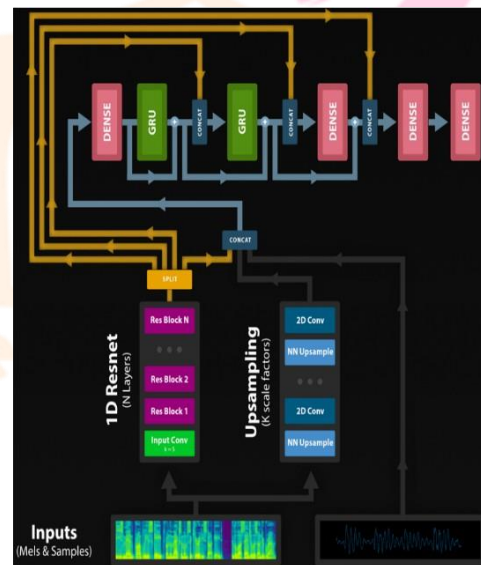 DENSE
GRU
CONCAT
GRU
CONCAT
DENSE
CONCAT
DENSE
DENSE
CONCAT
SPLIT
1D Resnet
(N Layers)
Res Block N
Res Block 2
Res Block 1
Input Conv
k = 5
Upsampling
(K scale factors)
2D Conv
NN Upsample
2D Conv
NN Upsample
Inputs
(Mels & Samples)